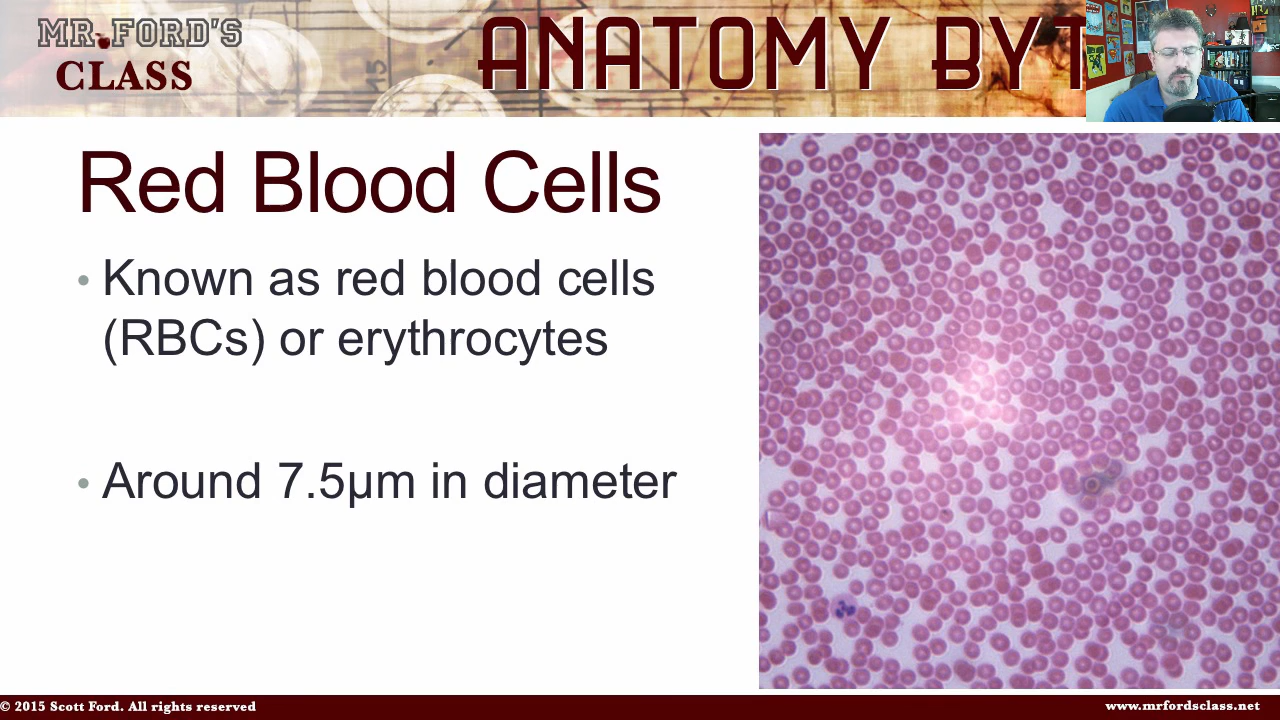 MR. FORD'S
CLASS
ANATOMY
Red Blood Cells
• Known as red blood cells
(RBCs) or erythrocytes
• Around 7.5µm in diameter
© 2015 Scott Ford. All rights reserved
www.mrfordsclass.net